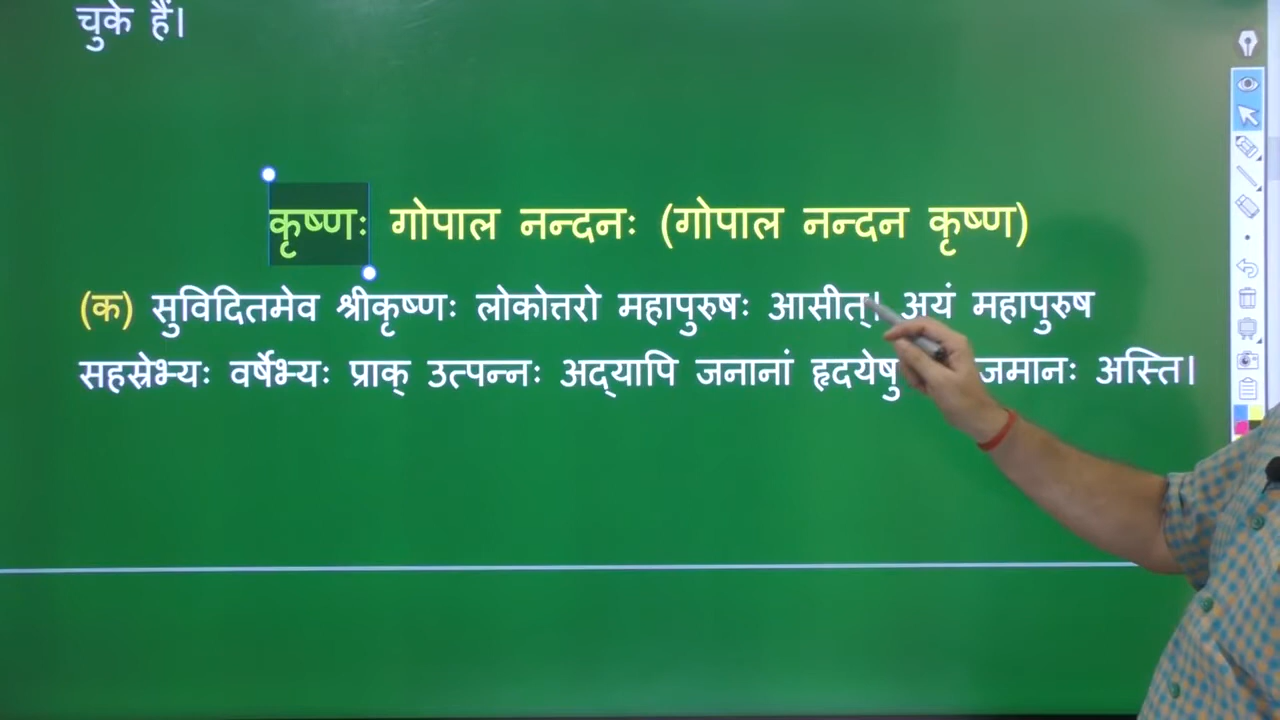 चुके हैं।
कृष्णः गोपाल नन्दनः (गोपाल नन्दन कृष्ण)
(क) सुविदितमेव श्रीकृष्णः लोकोत्तरो महापुरुषः आसीत्। अयं महापुरुष
सहस्रेभ्यः वर्षेभ्यः प्राक् उत्पन्नः अद्यापि जनानां हृदयेषु जमानः अस्ति।